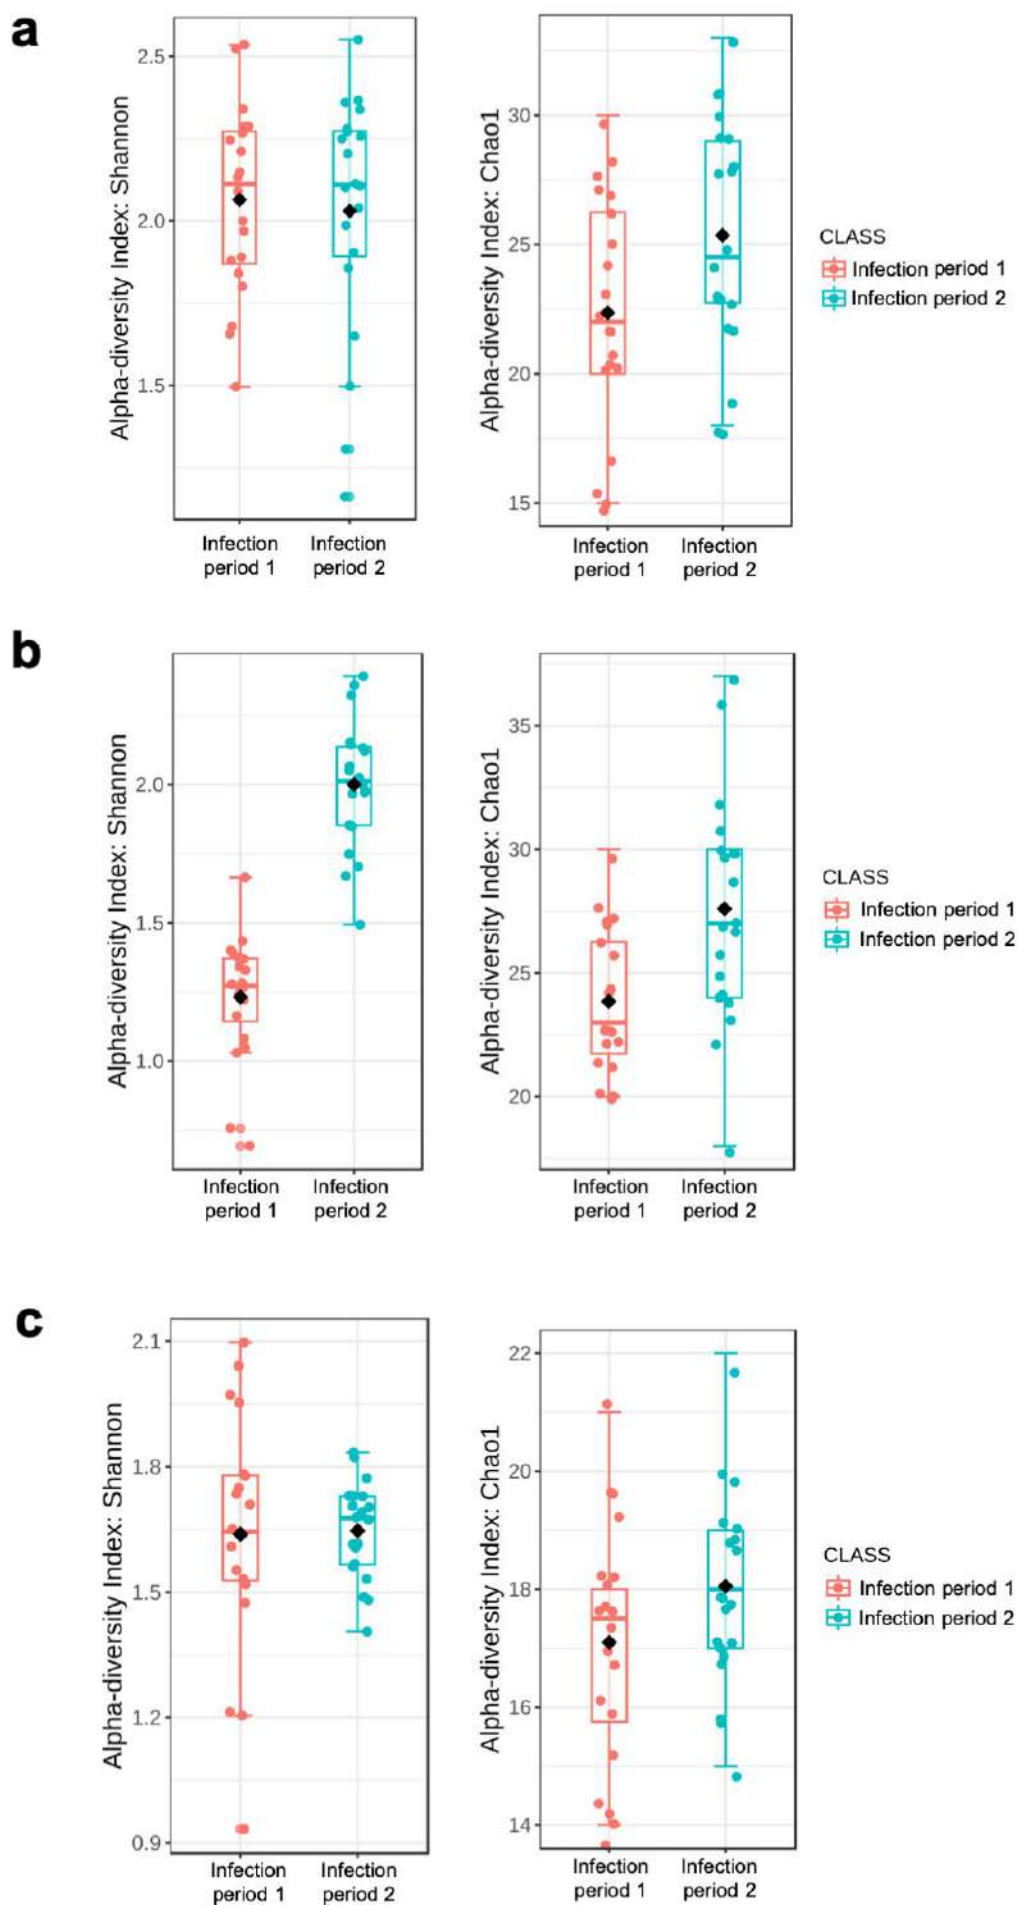 a
Alpha-diversity Index: Shannon
2.5
2.0
1.5
Infection
period 1
Infection
period 2
Alpha-diversity Index: Chao1
30
25
20
15
Infection
period 1
Infection
period 2
CLASS
Infection period 1
Infection period 2
b
Alpha-diversity Index: Shannon
2.0
1.5
1.0
Infection
period 1
Infection
period 2
Alpha-diversity Index: Chao1
35
30
25
20
Infection
period 1
Infection
period 2
CLASS
Infection period 1
Infection period 2
c
Alpha-diversity Index: Shannon
2.1
1.8
1.5
1.2
0.9
Infection
period 1
Infection
period 2
Alpha-diversity Index: Chao1
22
20
18
16
14
Infection
period 1
Infection
period 2
CLASS
Infection period 1
Infection period 2